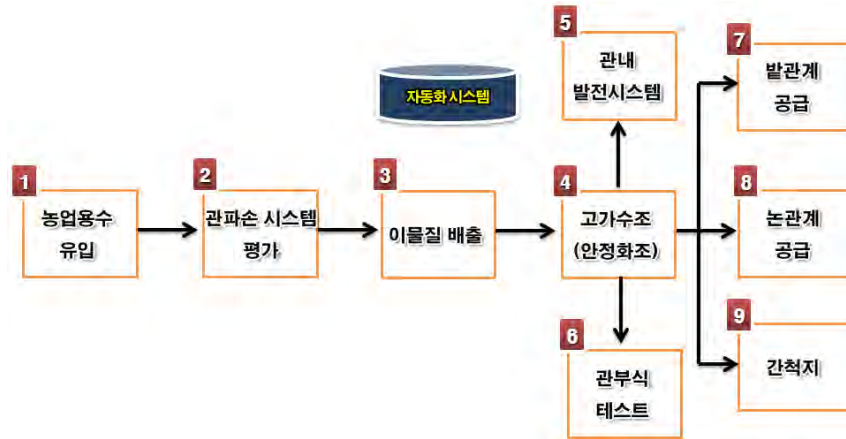 자동화 시스템
1
농업용수
유입
2
관파손 시스템
평가
3
이물질 배출
4
고가수조
(안정화조)
5
관내
발전시스템
6
관부식
테스트
7
밭관계
공급
8
논관계
공급
9
간척지